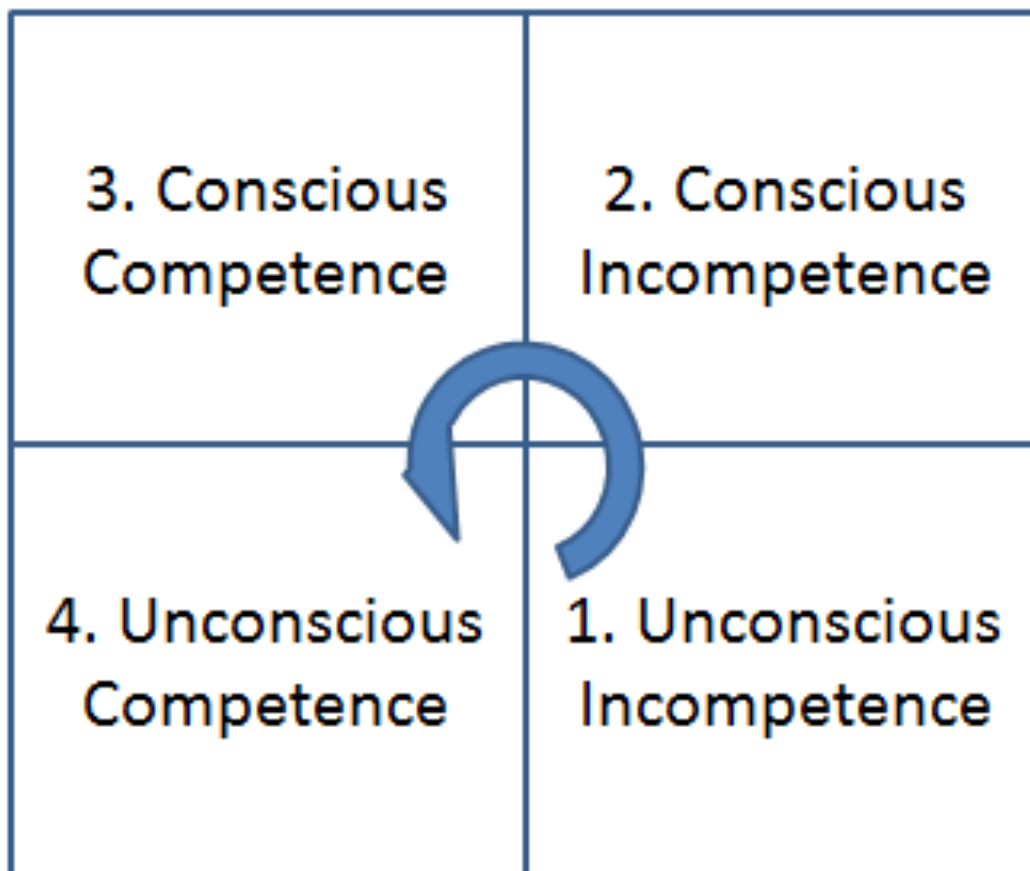 3. Conscious
Competence
2. Conscious
Incompetence
4. Unconscious
Competence
1. Unconscious
Incompetence